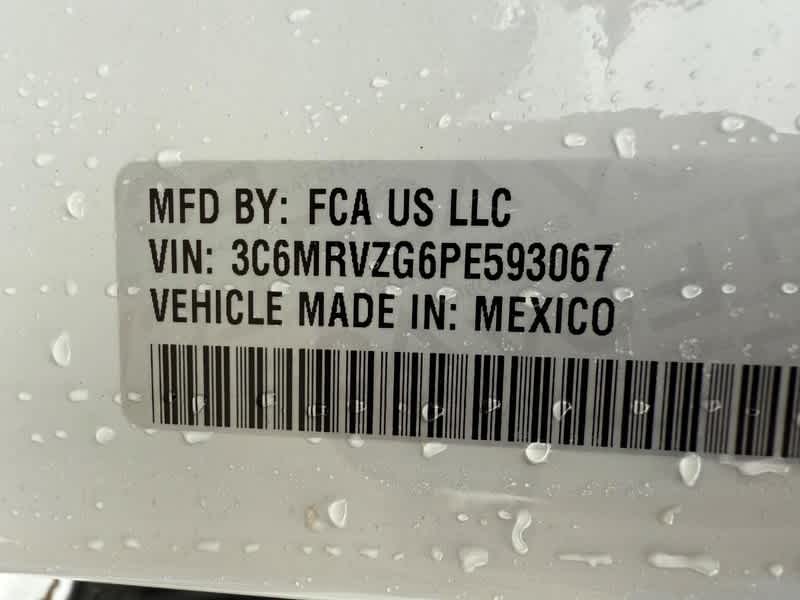 MFD BY: FCA US LLC
VIN: 3C6MRVZG6PE593067
VEHICLE MADE IN: MEXICO